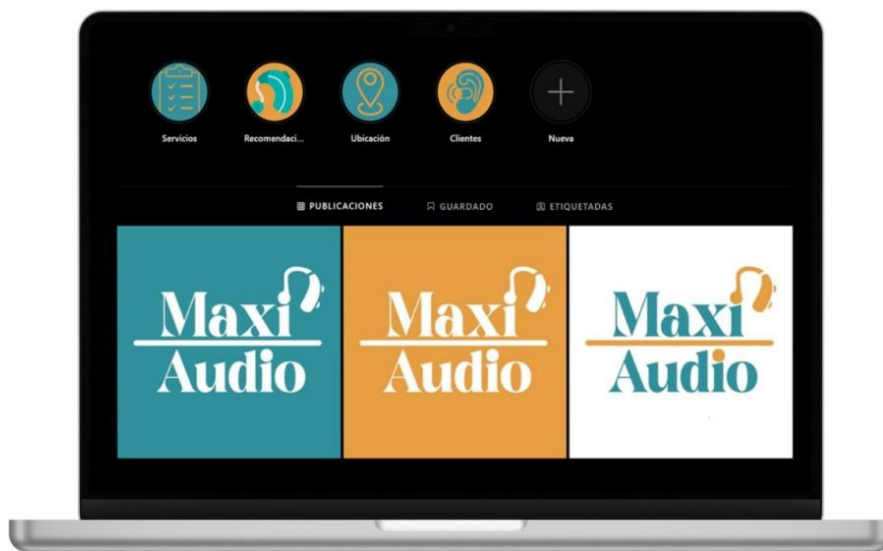 Servicios
Recomendaci...
Ubicación
Clientes
Nueva
PUBLICACIONES
GUARDADO
ETIQUETADAS
Maxi
Audio
Maxi
Audio
Maxi
Audio